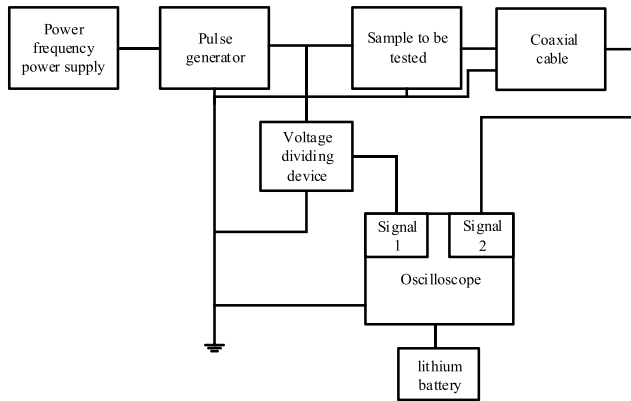 Power
frequency
power supply
Pulse
generator
Sample to be
tested
Coaxial
cable
Voltage
dividing
device
Signal
1
Signal
2
Oscilloscope
lithium
battery